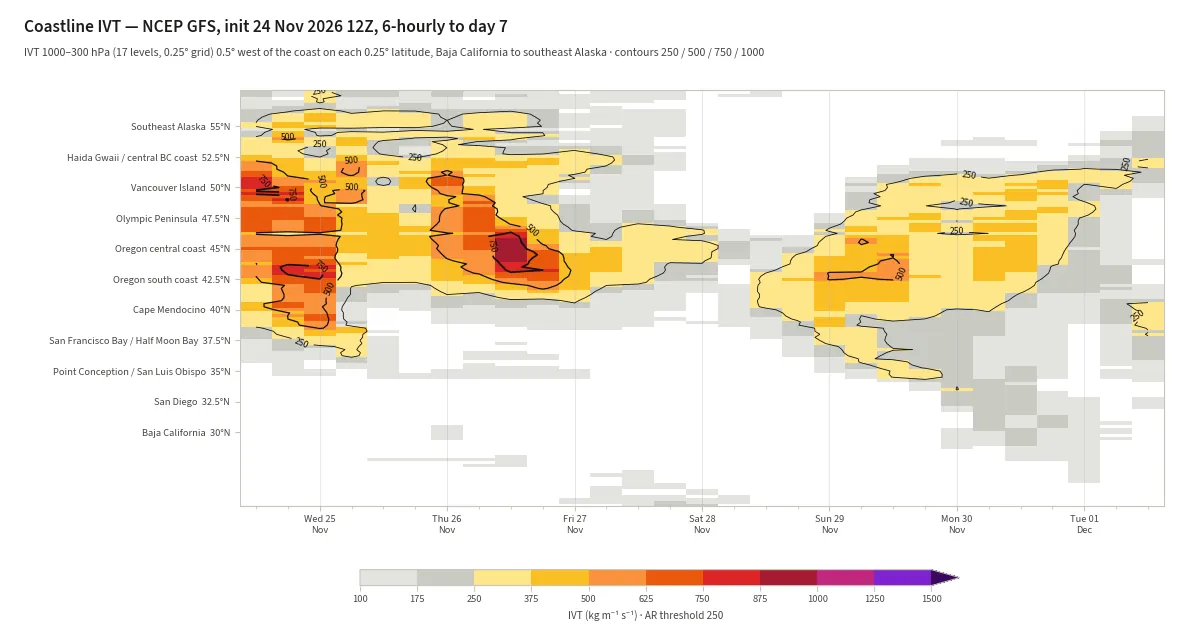 Coastline IVT — NCEP GFS, init 24 Nov 2026 12Z, 6-hourly to day 7
IVT 1000–300 hPa (17 levels, 0.25° grid) 0.5° west of the coast on each 0.25° latitude, Baja California to southeast Alaska · contours 250 / 500 / 750 / 1000
250
Southeast Alaska 55°N
500
250
Haida Gwaii / central BC coast 52.5°N
500
250
250
250
Vancouver Island 50°N
750
750
500
500
250
Olympic Peninsula 47.5°N
500
250
Oregon central coast 45°N
750
750
Oregon south coast 42.5°N
500
500
Cape Mendocino 40°N
250
San Francisco Bay / Half Moon Bay 37.5°N
250
Point Conception / San Luis Obispo 35°N
San Diego 32.5°N
Baja California 30°N
Wed 25 Thu 26 Fri 27 Sat 28 Sun 29 Mon 30 Tue 01
Nov Nov Nov Nov Nov Nov Dec
100 175 250 375 500 625 750 875 1000 1250 1500
IVT (kg m⁻¹ s⁻¹) · AR threshold 250